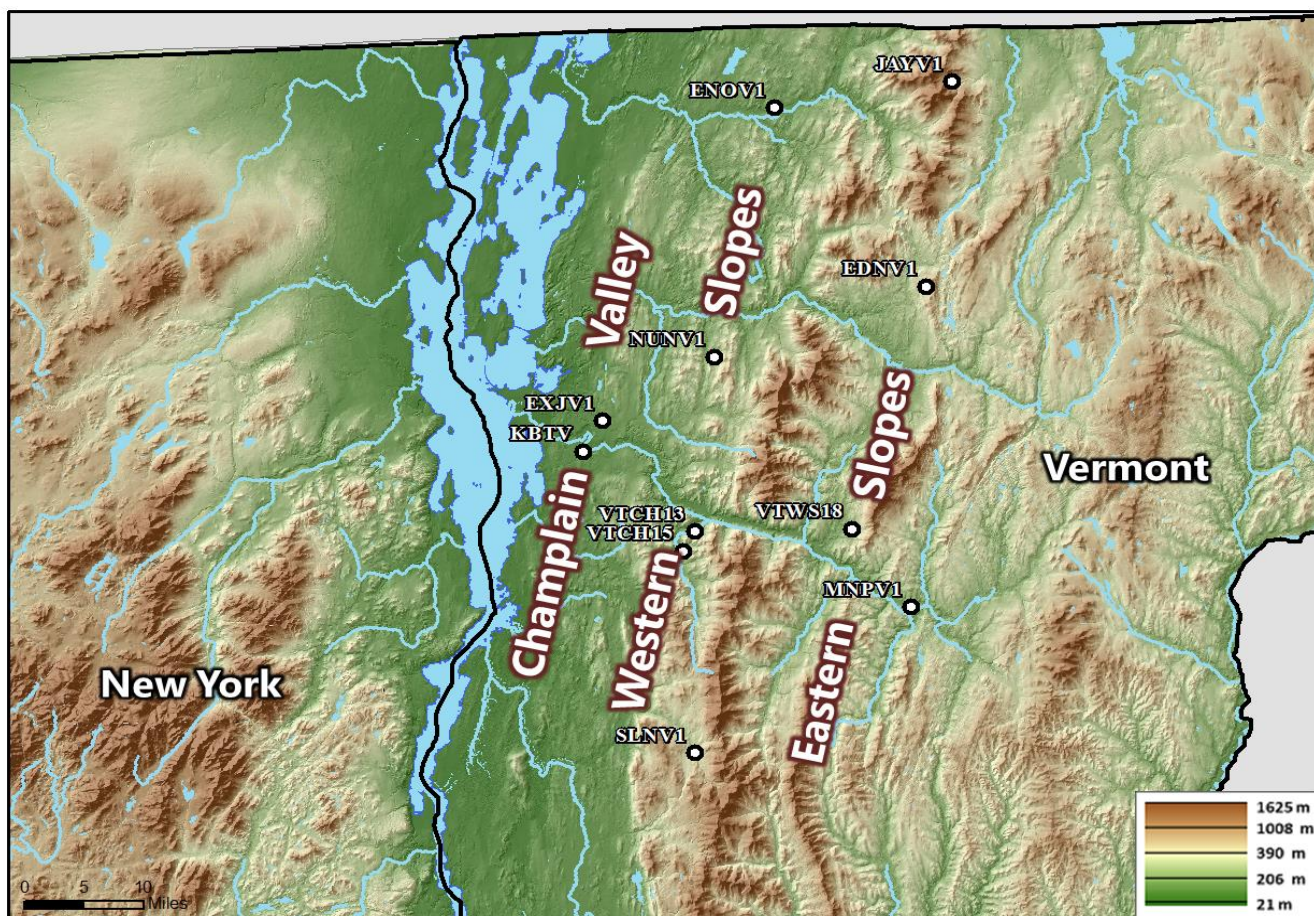 JAYV1
ENOV1
Slopes
EDNV1
Valley
NUNV1
EXJV1
KBTV
Slopes
Vermont
VTCH13
VTWS18
VTCH15
Champlain
MNPV1
Western
New York
Eastern
SLNV1
1625 m
1008 m
390 m
206 m
21 m
0 5 10
Miles